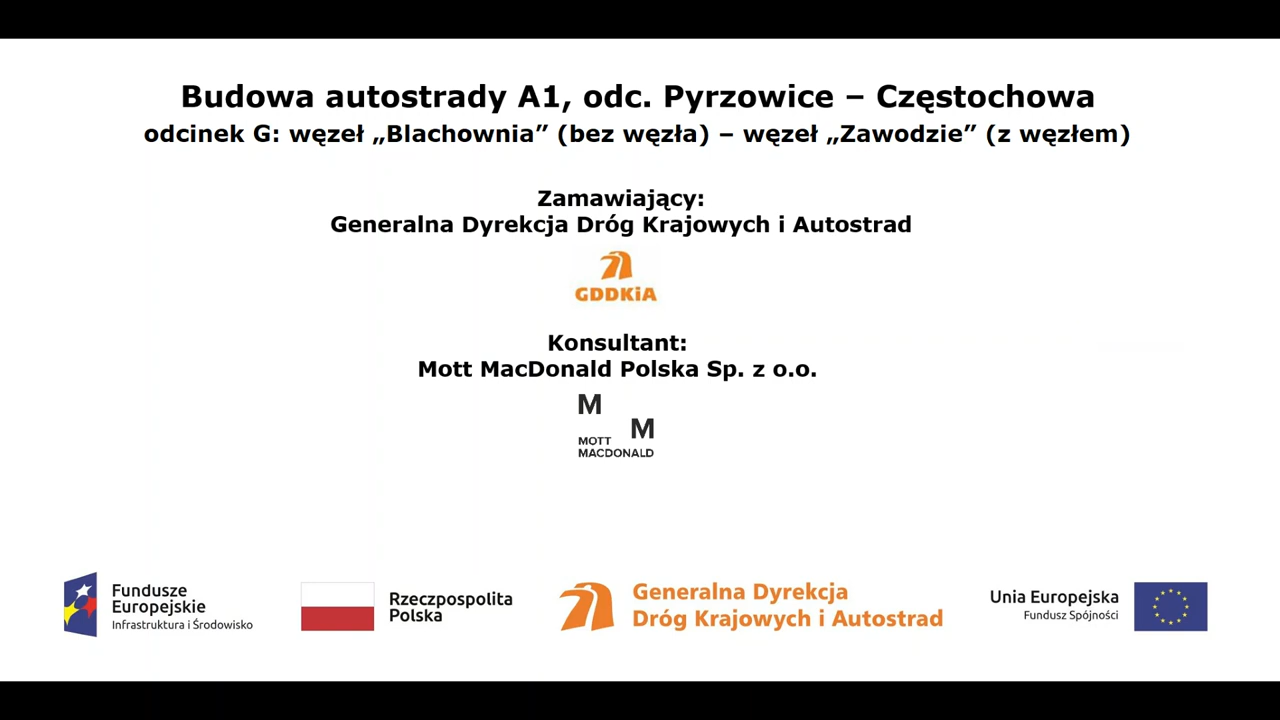 Budowa autostrady A1, odc. Pyrzowice – Częstochowa
odcinek G: węzeł „Blachownia” (bez węzła) – węzeł „Zawodzie” (z węzłem)
Zamawiający:
Generalna Dyrekcja Dróg Krajowych i Autostrad
GDDKiA
Konsultant:
Mott MacDonald Polska Sp. z o.o.
M
M
MOTT
MACDONALD
Fundusze
Europejskie
Infrastruktura i Środowisko
Rzeczpospolita
Polska
Generalna Dyrekcja
Dróg Krajowych i Autostrad
Unia Europejska
Fundusz Spójności